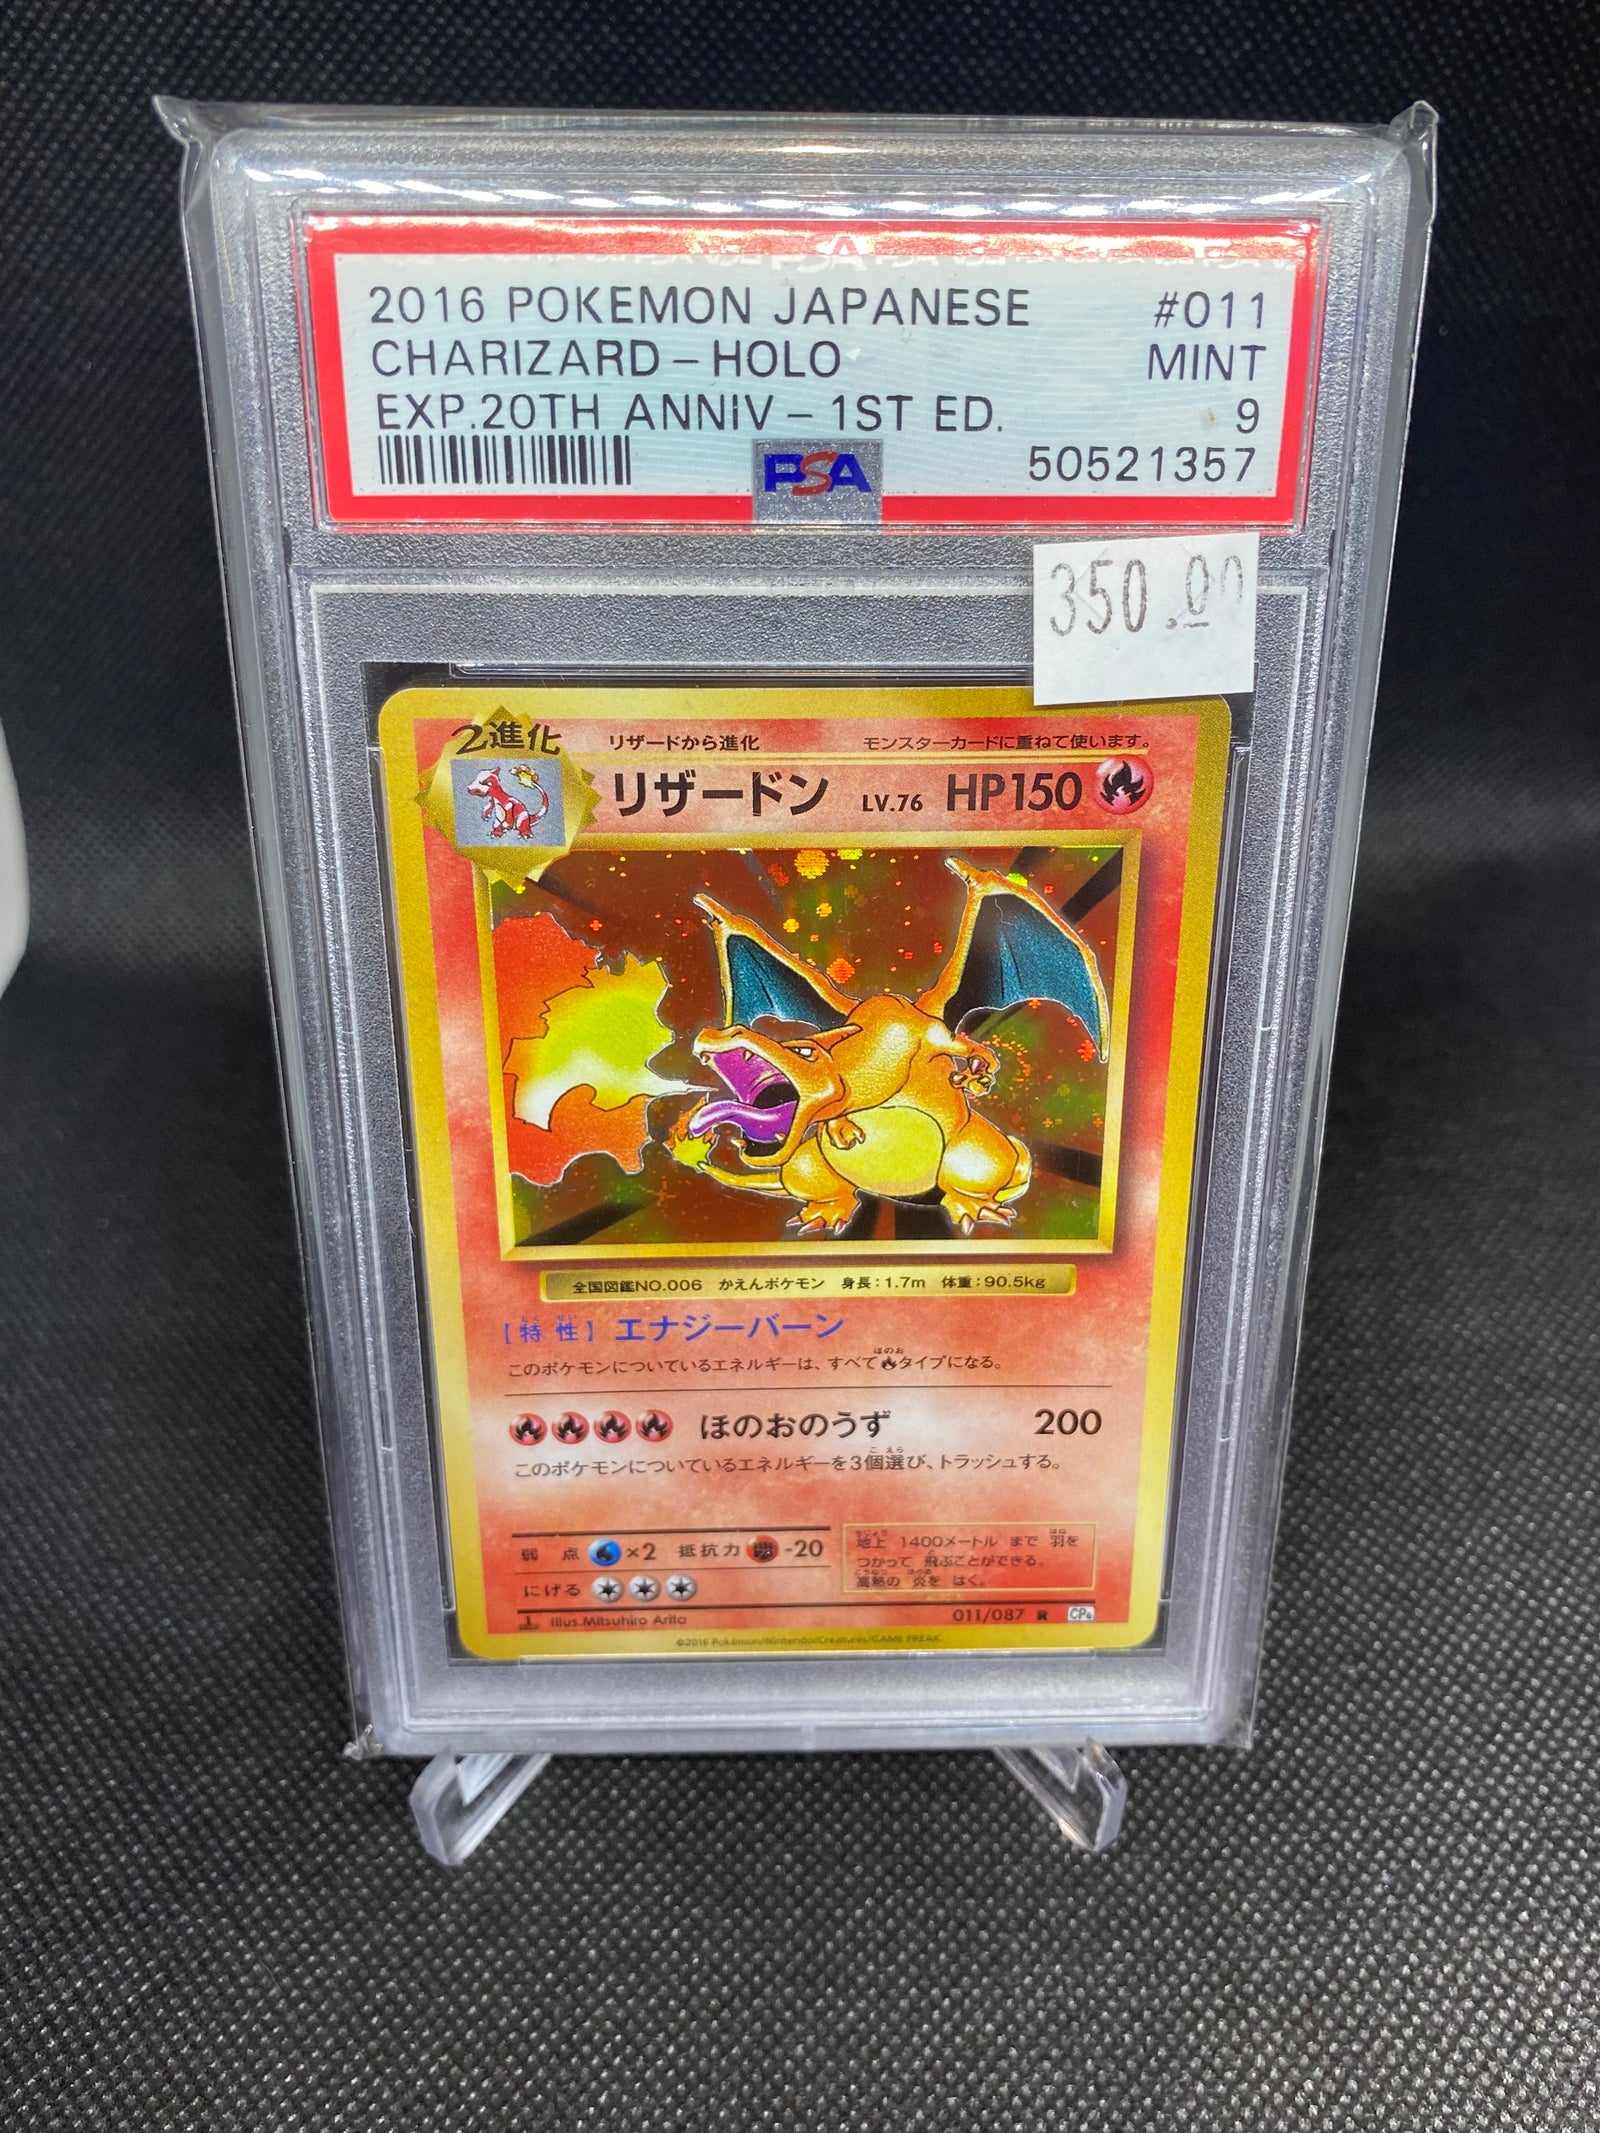 2016 POKEMON JAPANESE #011
CHARIZARD - HOLO MINT
EXP.20TH ANNIV - 1ST ED. 9
PSA 50521357
350.00
2進化 リザードから進化 モンスターカードに重ねて使います。
リザードン LV.76 HP150
全国図鑑NO.006 かえんポケモン 身長:1.7m 体重:90.5kg
【特性】 エナジーバーン
このポケモンについているエネルギーは、すべてタイプになる。
ほのおのうず 200
このポケモンについているエネルギーを3個選び、トラッシュする。
弱点 ×2 抵抗力 -20
にげる
地上 1400メートル まで 羽を
つかって 飛ぶことができる。
高熱の 炎を はく。
1 Illus.Mitsuhiro Arita 011/087 R CP6
©2016 Pokémon/Nintendo/Creatures/GAME FREAK